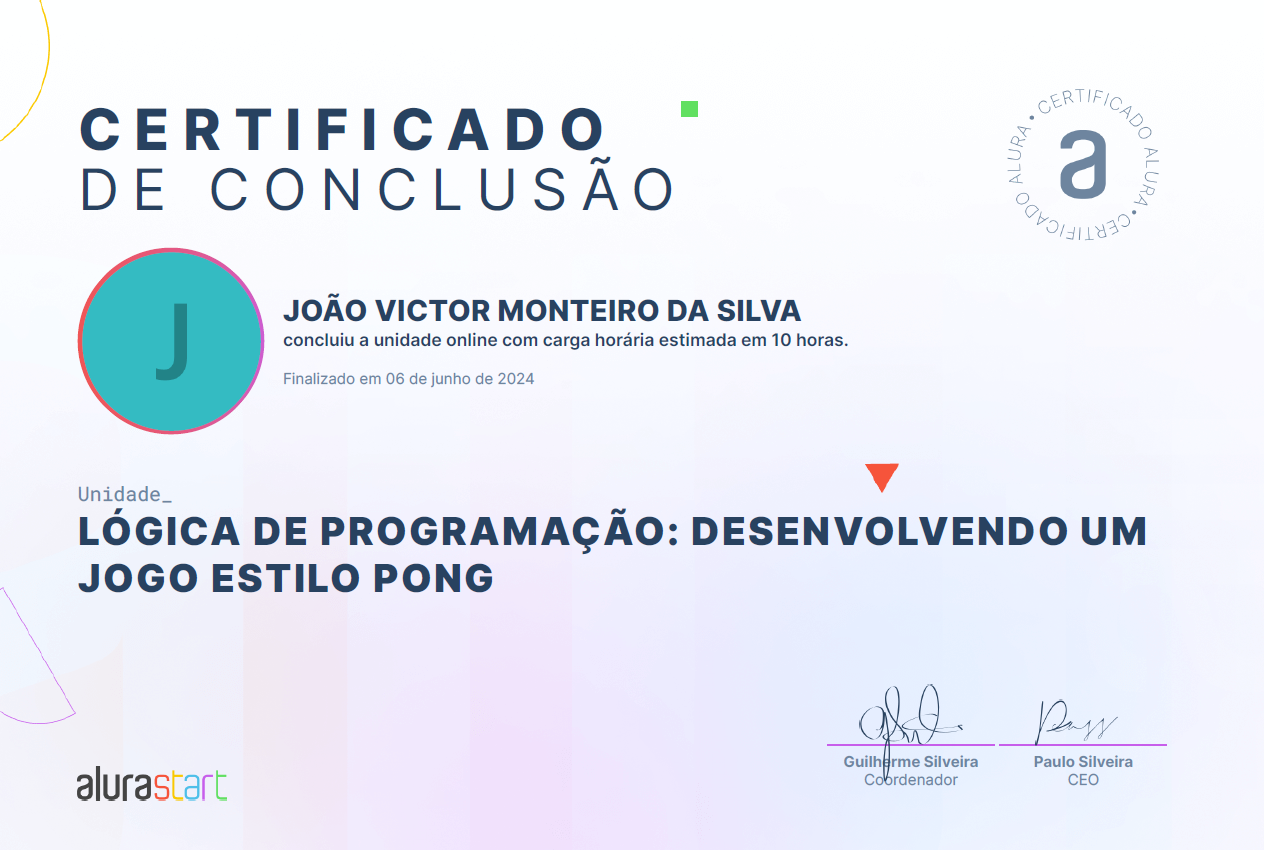 CERTIFICADO
DE CONCLUSÃO
CERTIFICADO ALURA • CERTIFICADO ALURA •
a
J
JOÃO VICTOR MONTEIRO DA SILVA
concluiu a unidade online com carga horária estimada em 10 horas.
Finalizado em 06 de junho de 2024
Unidade_
LÓGICA DE PROGRAMAÇÃO: DESENVOLVENDO UM
JOGO ESTILO PONG
Guilherme Silveira
Coordenador
Paulo Silveira
CEO
alurastart